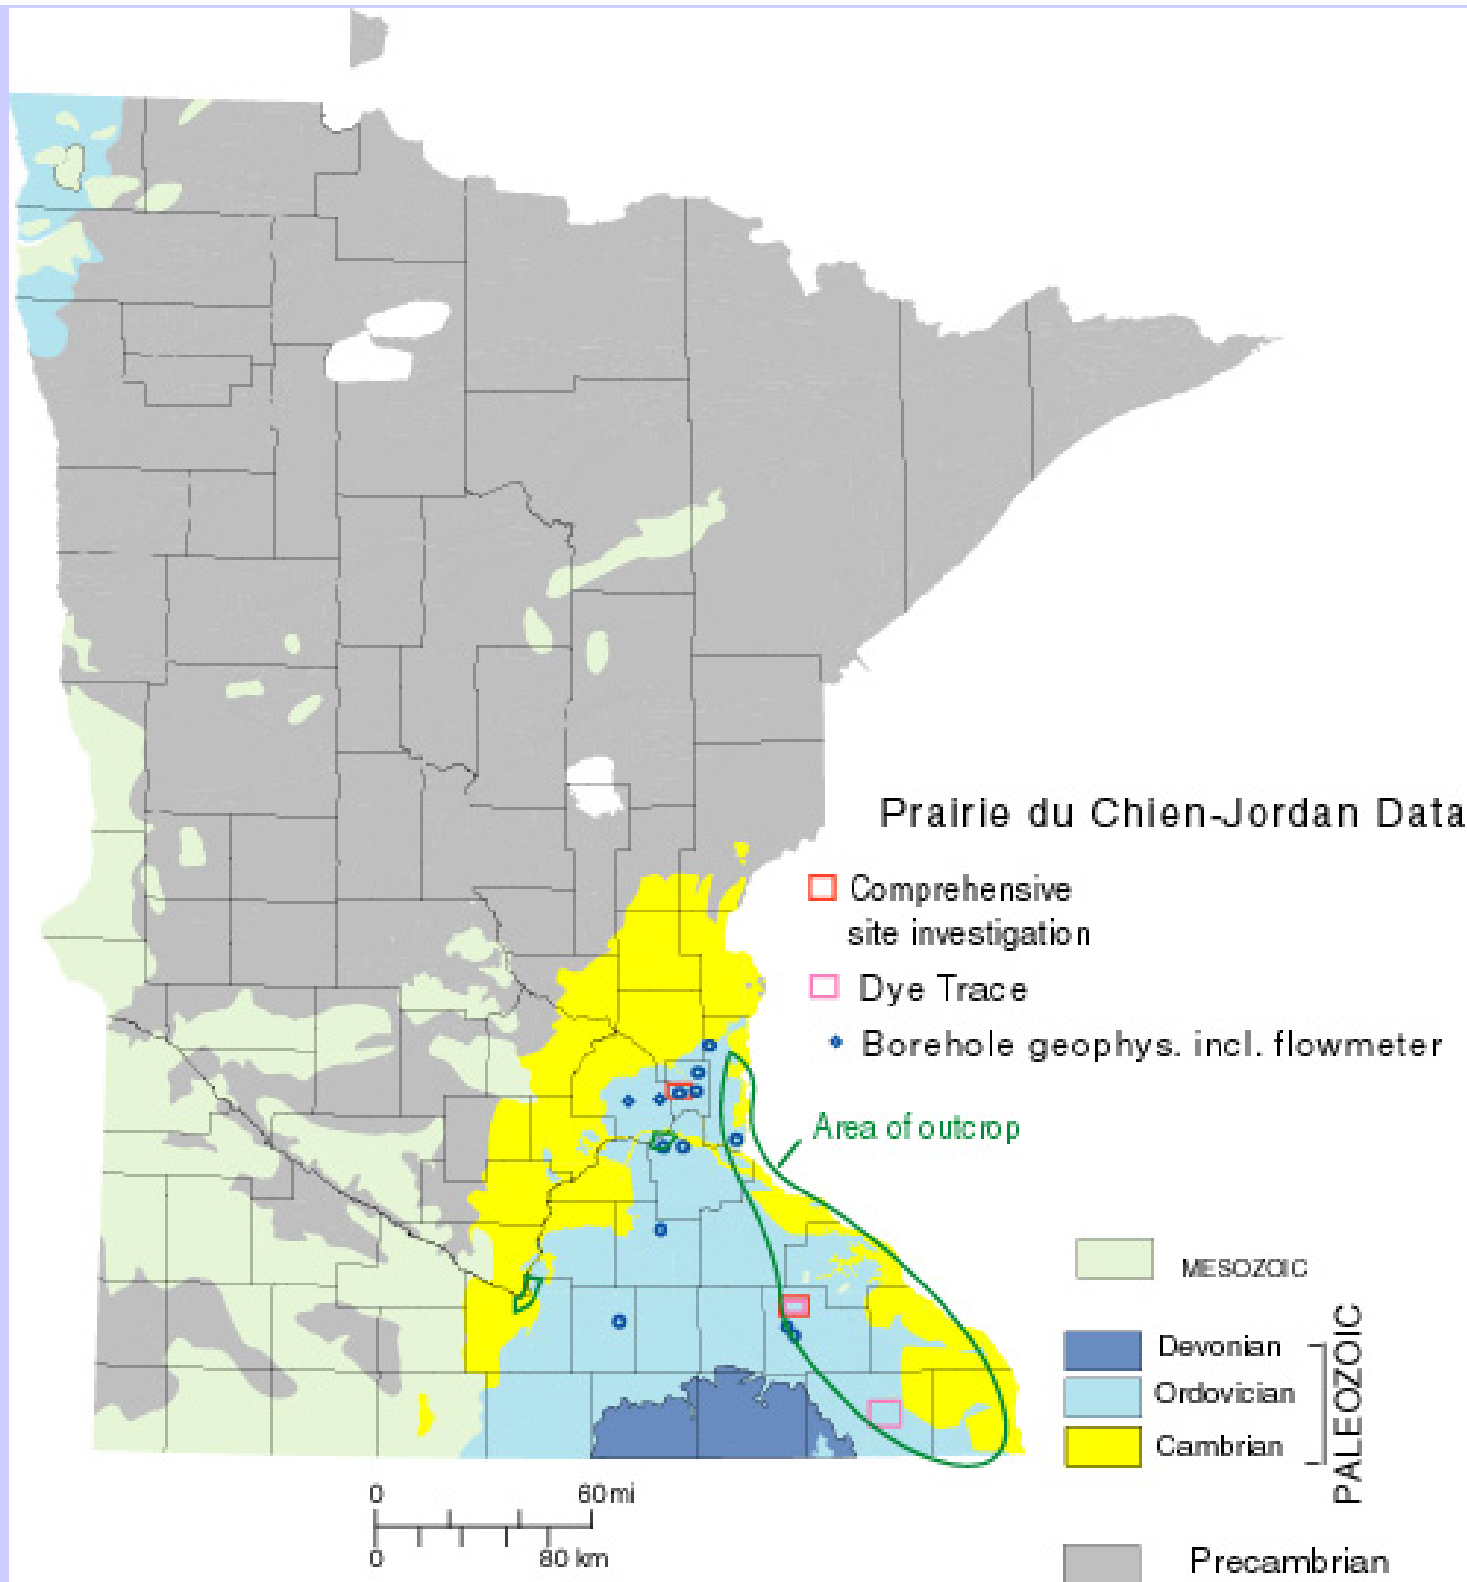 Prairie du Chien-Jordan Data
Comprehensive
site investigation
Dye Trace
Borehole geophys. incl. flowmeter
Area of outcrop
MESOZOIC
Devonian
Ordovician
Cambrian
PALEOZOIC
Precambrian
0 60 mi
0 80 km